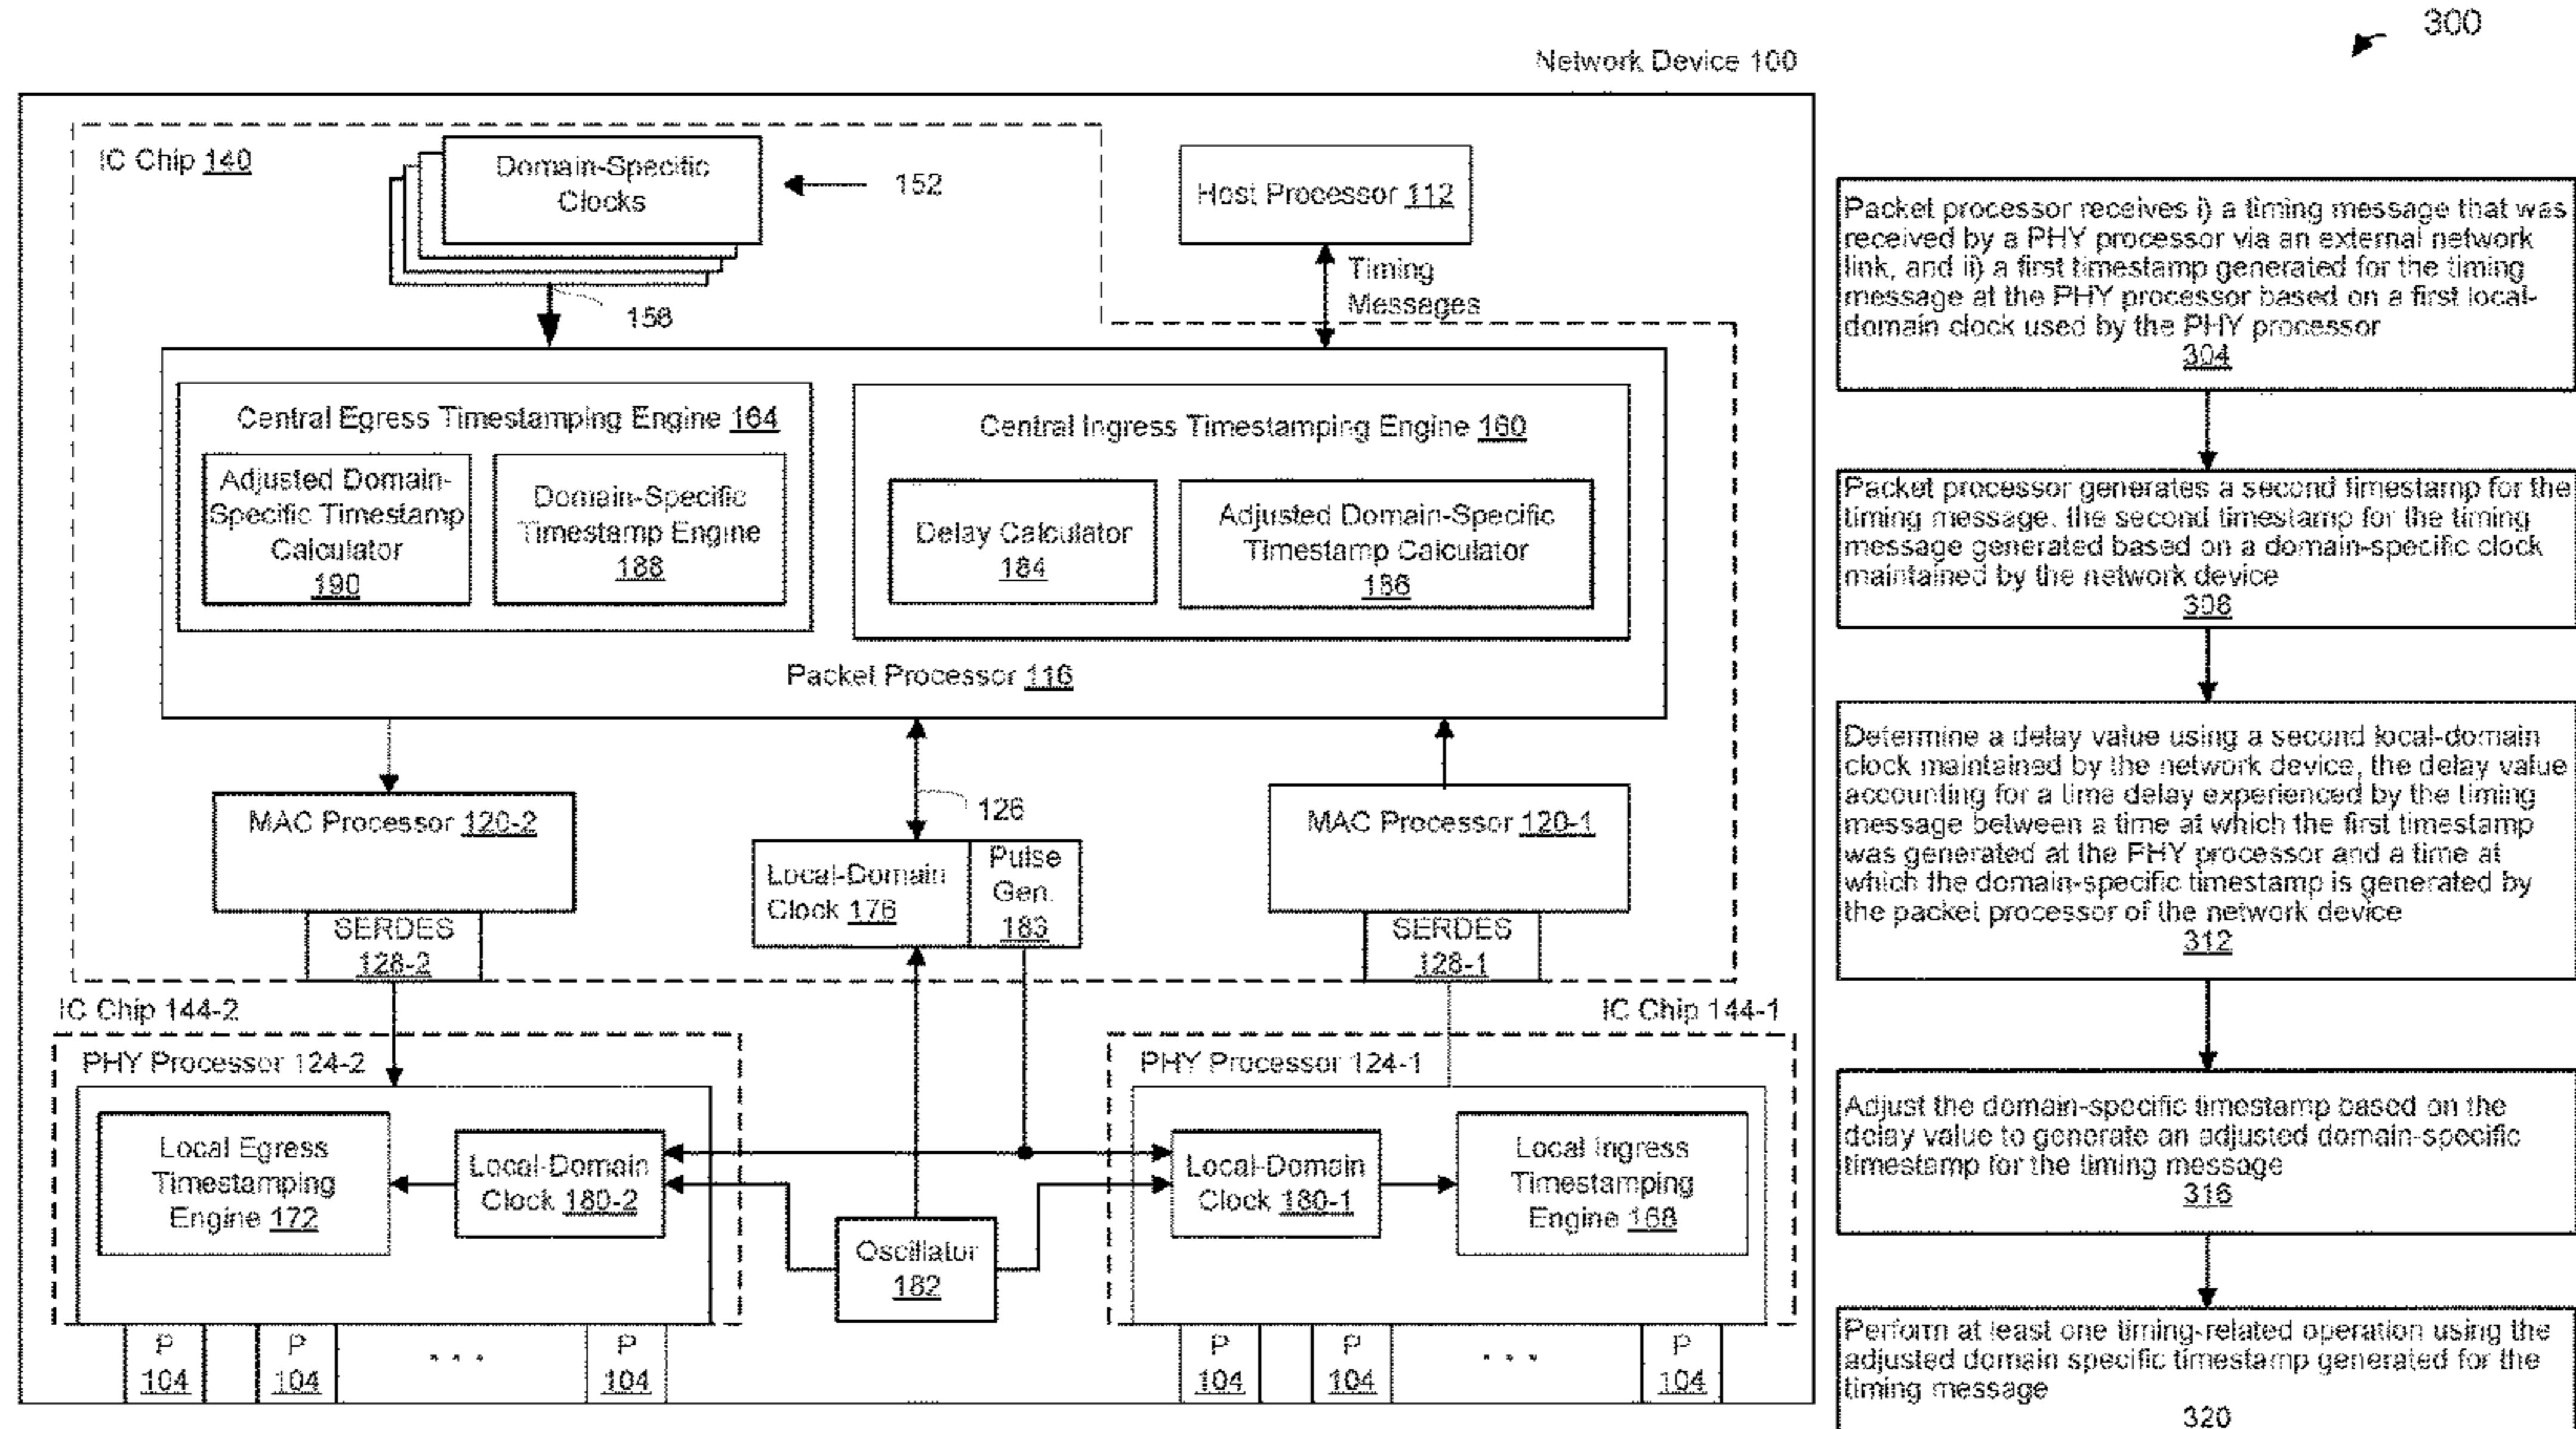 300
Network Device 100
IC Chip 140
Domain-Specific
Clocks
152
158
Host Processor 112
Timing
Messages
Central Egress Timestamping Engine 164
Adjusted Domain-
Specific Timestamp
Calculator
190
Domain-Specific
Timestamp Engine
188
Central Ingress Timestamping Engine 160
Delay Calculator
184
Adjusted Domain-Specific
Timestamp Calculator
186
Packet Processor 116
MAC Processor 120-2
SERDES
128-2
126
Local-Domain
Clock 176
Pulse
Gen.
183
MAC Processor 120-1
SERDES
128-1
IC Chip 144-2
IC Chip 144-1
PHY Processor 124-2
Local Egress
Timestamping
Engine 172
Local-Domain
Clock 180-2
Oscillator
182
PHY Processor 124-1
Local-Domain
Clock 180-1
Local Ingress
Timestamping
Engine 168
P
104
P
104
. . .
P
104
P
104
P
104
. . .
P
104
Packet processor receives i) a timing message that was
received by a PHY processor via an external network
link, and ii) a first timestamp generated for the timing
message at the PHY processor based on a first local-
domain clock used by the PHY processor
304
Packet processor generates a second timestamp for the
timing message, the second timestamp for the timing
message generated based on a domain-specific clock
maintained by the network device
308
Determine a delay value using a second local-domain
clock maintained by the network device, the delay value
accounting for a time delay experienced by the timing
message between a time at which the first timestamp
was generated at the PHY processor and a time at
which the domain-specific timestamp is generated by
the packet processor of the network device
312
Adjust the domain-specific timestamp based on the
delay value to generate an adjusted domain-specific
timestamp for the timing message
316
Perform at least one timing-related operation using the
adjusted domain specific timestamp generated for the
timing message
320